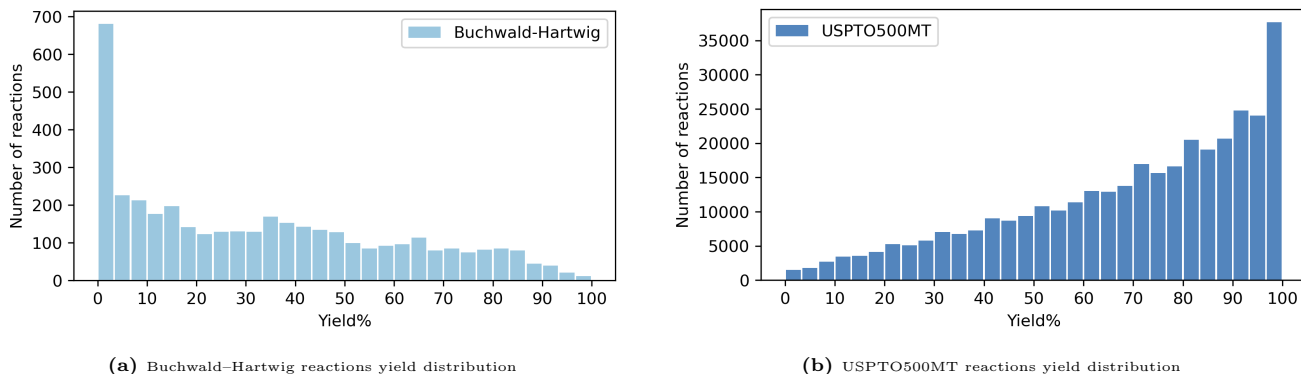 Buchwald-Hartwig
Number of reactions
700
600
500
400
300
200
100
0
0 10 20 30 40 50 60 70 80 90 100
Yield%
(a) Buchwald–Hartwig reactions yield distribution
USPTO500MT
Number of reactions
35000
30000
25000
20000
15000
10000
5000
0
0 10 20 30 40 50 60 70 80 90 100
Yield%
(b) USPTO500MT reactions yield distribution